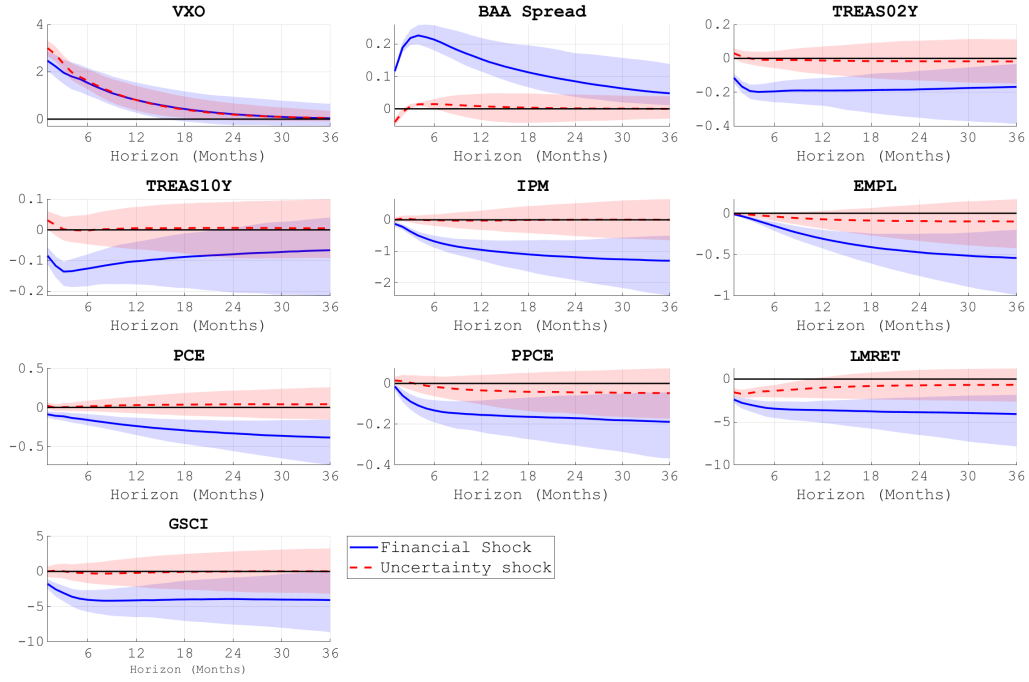 VXO
4
2
0
6 12 18 24 30 36
Horizon (Months)
BAA Spread
0.2
0.1
0
6 12 18 24 30 36
Horizon (Months)
TREAS02Y
0
-0.2
-0.4
6 12 18 24 30 36
Horizon (Months)
TREAS10Y
0.1
0
-0.1
-0.2
6 12 18 24 30 36
Horizon (Months)
IPM
0
-1
-2
6 12 18 24 30 36
Horizon (Months)
EMPL
0
-0.5
-1
6 12 18 24 30 36
Horizon (Months)
PCE
0.5
0
-0.5
6 12 18 24 30 36
Horizon (Months)
PPCE
0
-0.2
-0.4
6 12 18 24 30 36
Horizon (Months)
LMRET
0
-5
-10
6 12 18 24 30 36
Horizon (Months)
GSCI
5
0
-5
-10
6 12 18 24 30 36
Horizon (Months)
Financial Shock
Uncertainty shock